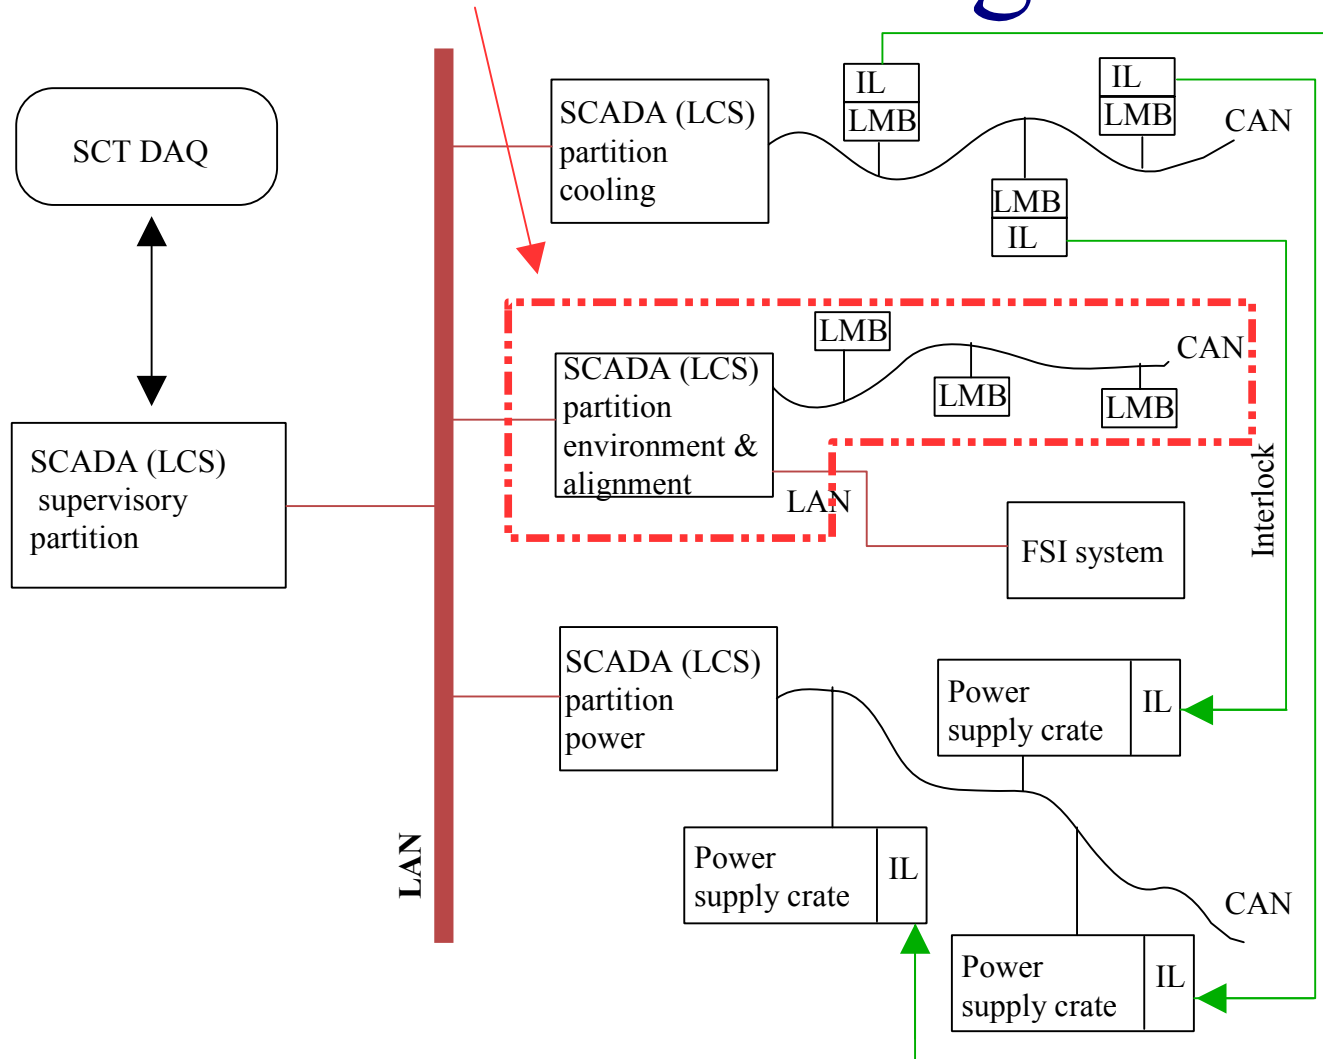 g
SCT DAQ
SCADA (LCS)
supervisory
partition
LAN
SCADA (LCS)
partition
cooling
IL
LMB
LMB
IL
IL
LMB
CAN
SCADA (LCS)
partition
environment &
alignment
LMB
LMB
LMB
CAN
LAN
FSI system
Interlock
SCADA (LCS)
partition
power
Power
supply crate
IL
Power
supply crate
IL
Power
supply crate
IL
CAN